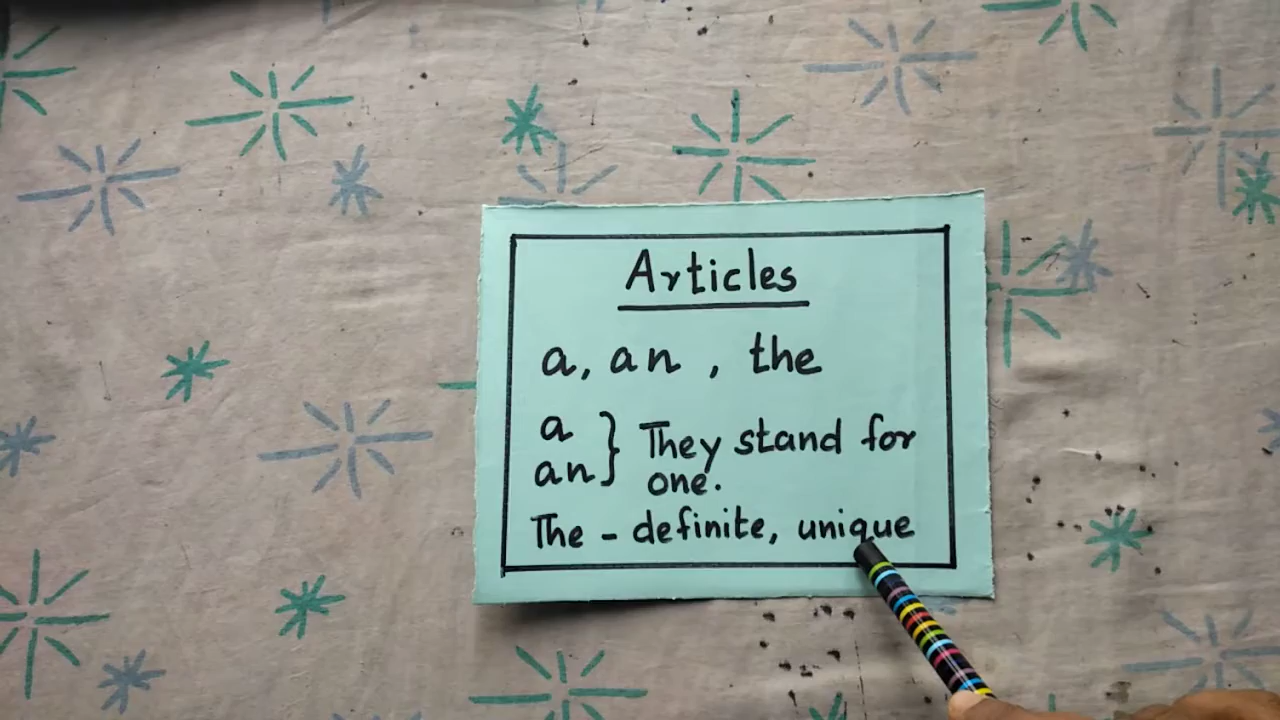 Articles
a, an, the
a
an } They stand for
one.
The - definite, unique